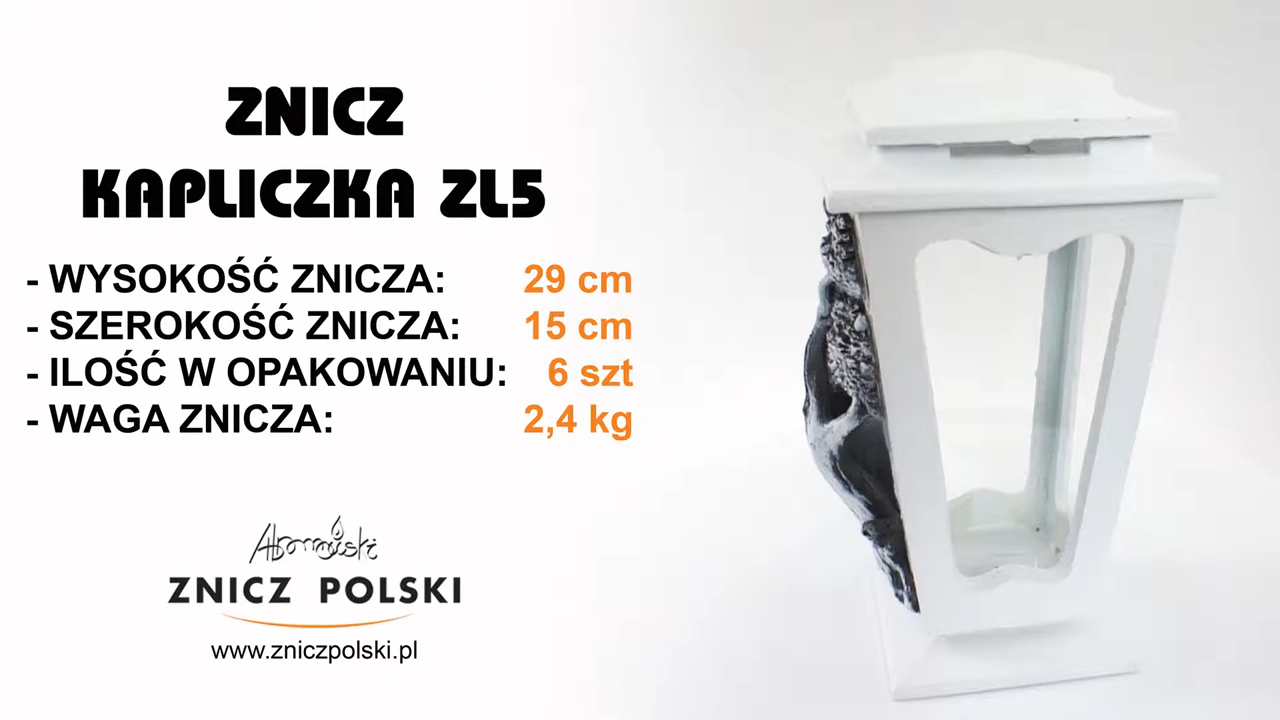 ZNICZ
KAPLICZKA ZL5
- WYSOKOŚĆ ZNICZA: 29 cm
- SZEROKOŚĆ ZNICZA: 15 cm
- ILOŚĆ W OPAKOWANIU: 6 szt
- WAGA ZNICZA: 2,4 kg
ZNICZ POLSKI
www.zniczpolski.pl